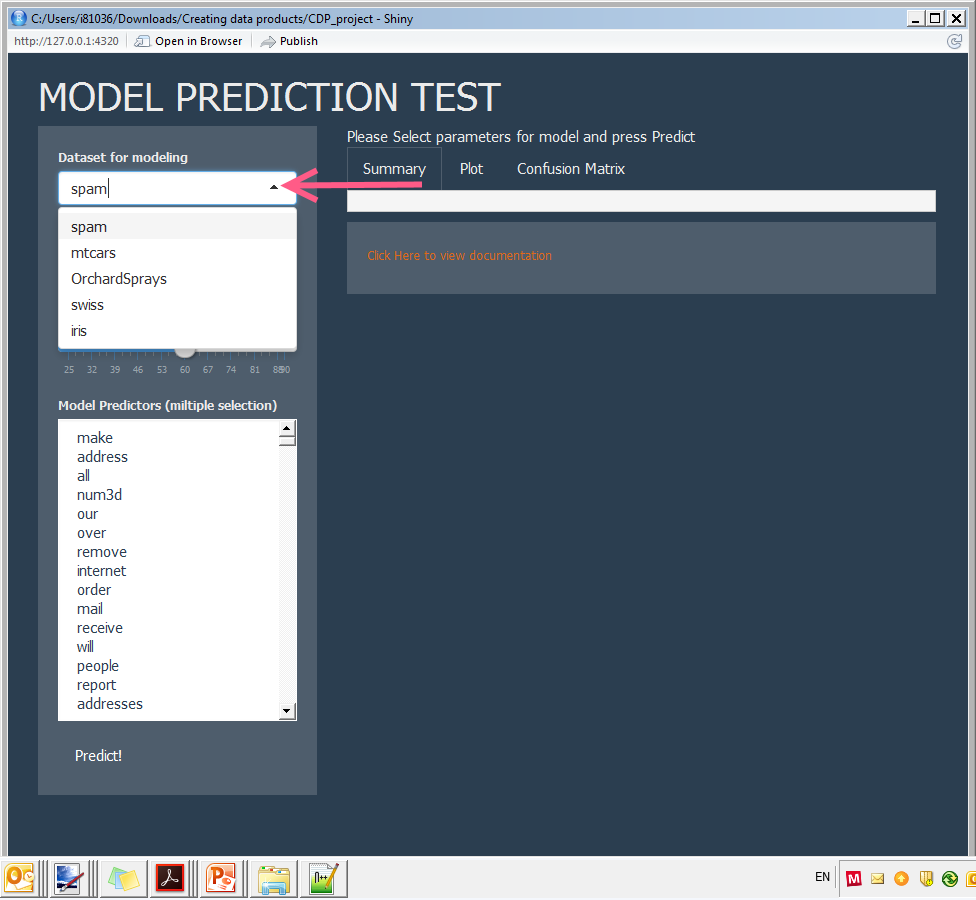 C:/Users/i81036/Downloads/Creating data products/CDP_project - Shiny
http://127.0.0.1:4320 Open in Browser Publish
MODEL PREDICTION TEST
Dataset for modeling
spam
spam
mtcars
OrchardSprays
swiss
iris
25 32 39 46 53 60 67 74 81 88 90
Model Predictors (miltiple selection)
make
address
all
num3d
our
over
remove
internet
order
mail
receive
will
people
report
addresses
Predict!
Please Select parameters for model and press Predict
Summary Plot Confusion Matrix
Click Here to view documentation
EN